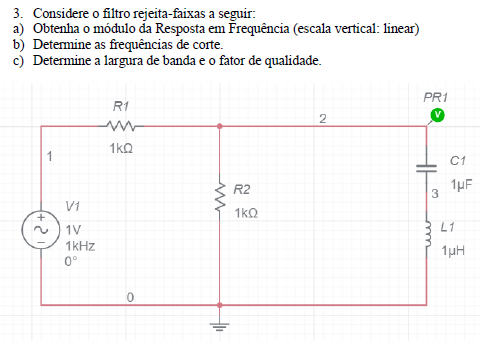 3. Considere o filtro rejeita-faixas a seguir:
a) Obtenha o módulo da Resposta em Frequência (escala vertical: linear)
b) Determine as frequências de corte.
c) Determine a largura de banda e o fator de qualidade.
PR1
V
R1
1kΩ
2
1
C1
1µF
3
R2
1kΩ
V1
1V
1kHz
0°
L1
1µH
0